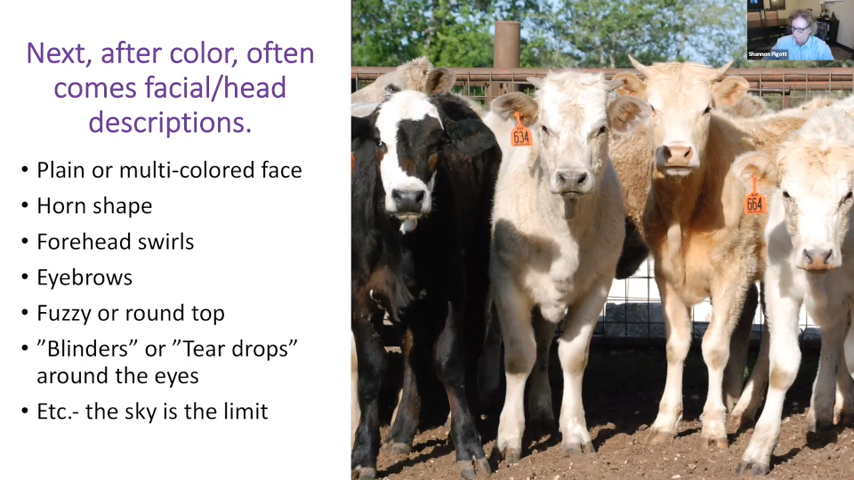 Next, after color, often
comes facial/head
descriptions.
• Plain or multi-colored face
• Horn shape
• Forehead swirls
• Eyebrows
• Fuzzy or round top
• ”Blinders” or ”Tear drops”
around the eyes
• Etc.- the sky is the limit
634
664
Shannon Pigott